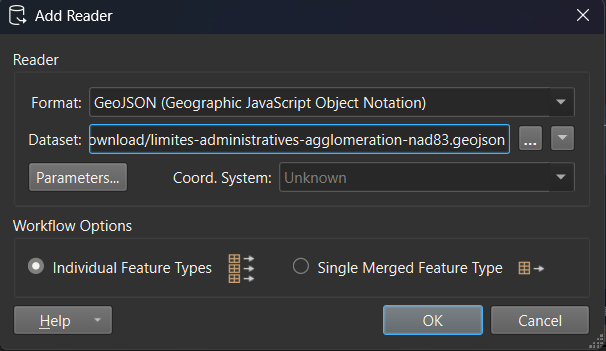 Add Reader
Reader
Format: GeoJSON (Geographic JavaScript Object Notation)
Dataset: ownload/limites-administratives-agglomeration-nad83.geojson ...
Parameters... Coord. System: Unknown
Workflow Options
Individual Feature Types Single Merged Feature Type
Help OK Cancel